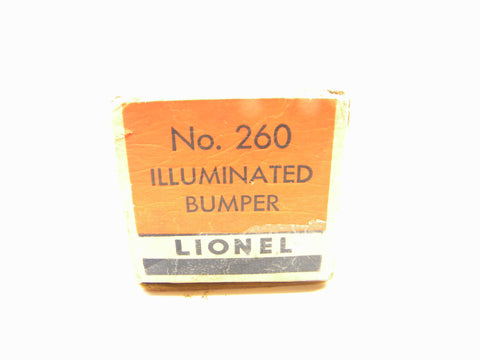 No. 260
ILLUMINATED
BUMPER
LIONEL